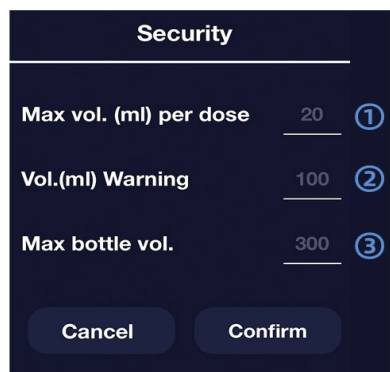 Security
Max vol. (ml) per dose 20 ①
Vol.(ml) Warning 100 ②
Max bottle vol. 300 ③
Cancel Confirm